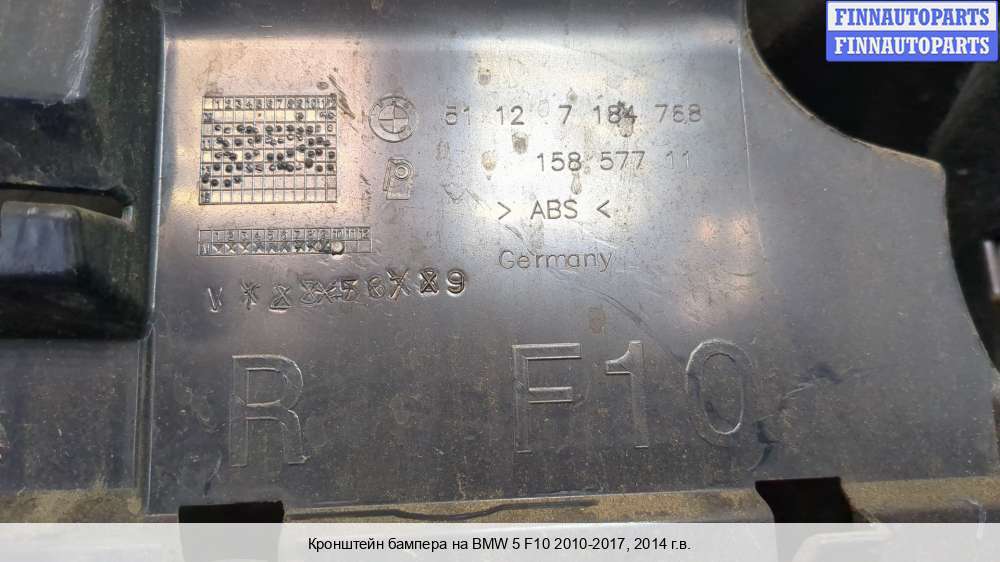 FINNAUTOPARTS
FINNAUTOPARTS
51 12 7 184 768
158 577 11
> ABS <
Germany
R F10
Кронштейн бампера на BMW 5 F10 2010-2017, 2014 г.в.